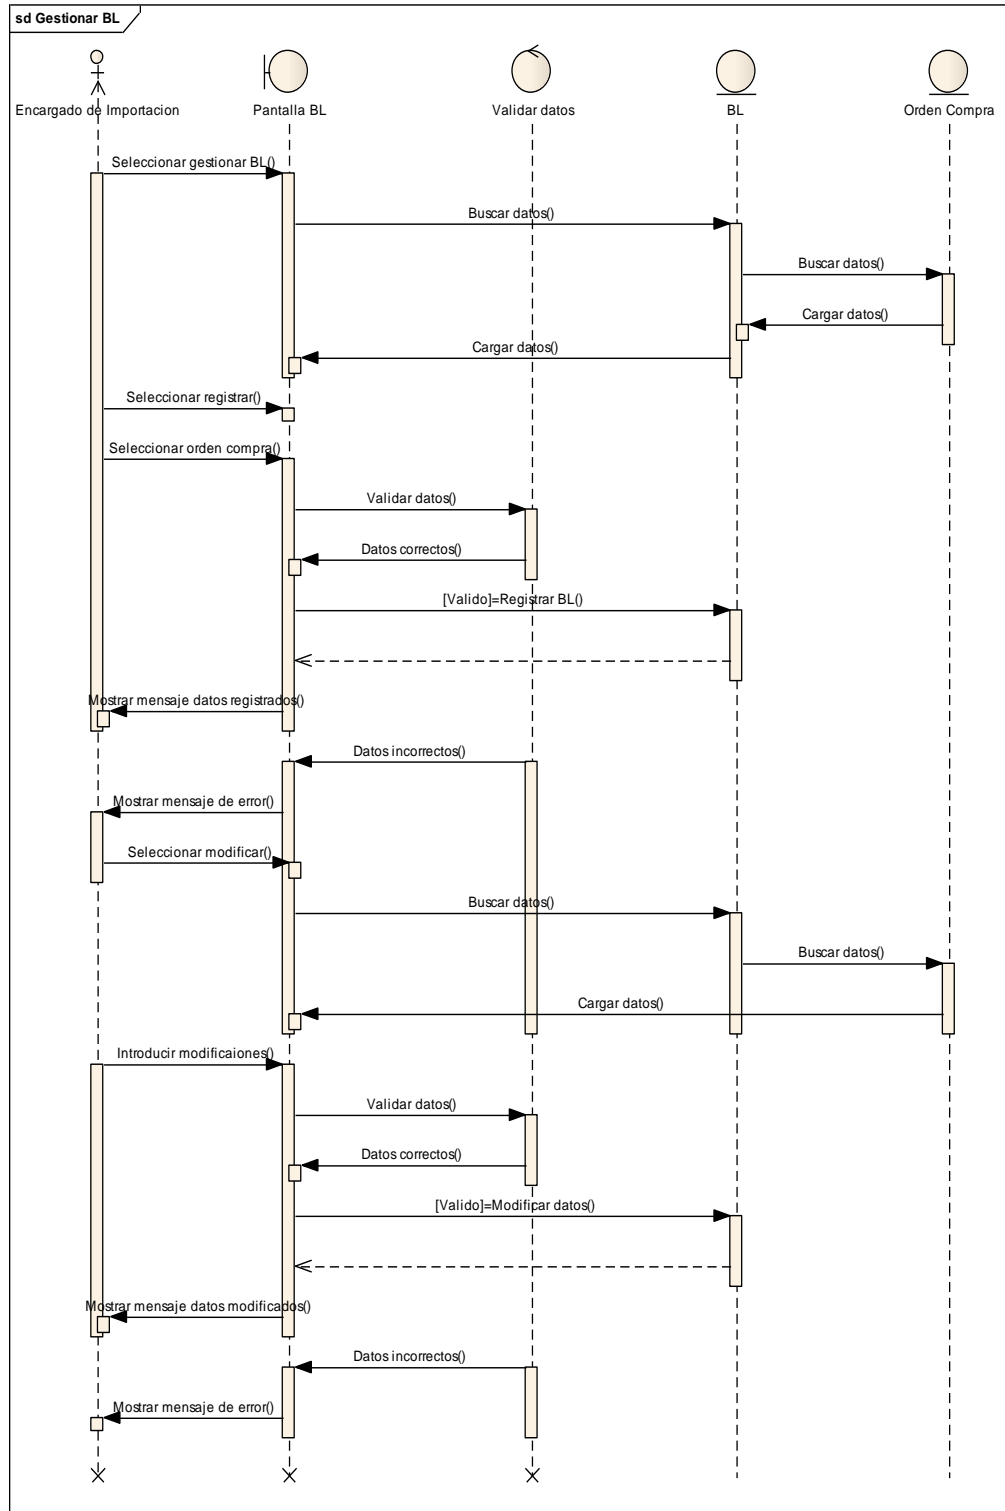 sd Gestionar BL
Encargado de Importacion
Pantalla BL
Validar datos
BL
Orden Compra
Seleccionar gestionar BL()
Buscar datos()
Buscar datos()
Cargar datos()
Cargar datos()
Seleccionar registrar()
Seleccionar orden compra()
Validar datos()
Datos correctos()
[Valido]=Registrar BL()
Mostrar mensaje datos registrados()
Datos incorrectos()
Mostrar mensaje de error()
Seleccionar modificar()
Buscar datos()
Buscar datos()
Cargar datos()
Introducir modificaiones()
Validar datos()
Datos correctos()
[Valido]=Modificar datos()
Mostrar mensaje datos modificados()
Datos incorrectos()
Mostrar mensaje de error()